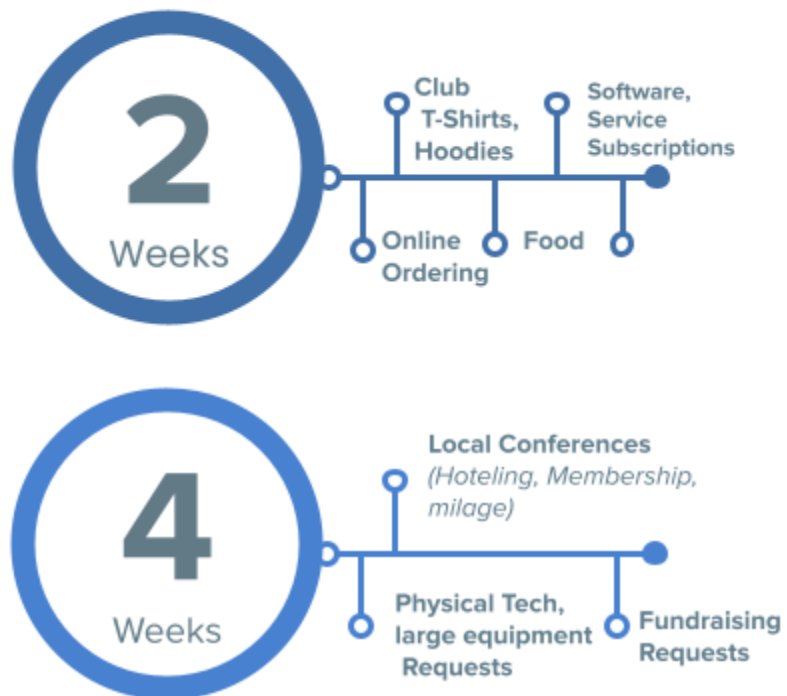 2
Weeks
Club
T-Shirts,
Hoodies
Software,
Service
Subscriptions
Online
Ordering
Food
4
Weeks
Local Conferences
(Hoteling, Membership,
milage)
Physical Tech,
large equipment
Requests
Fundraising
Requests